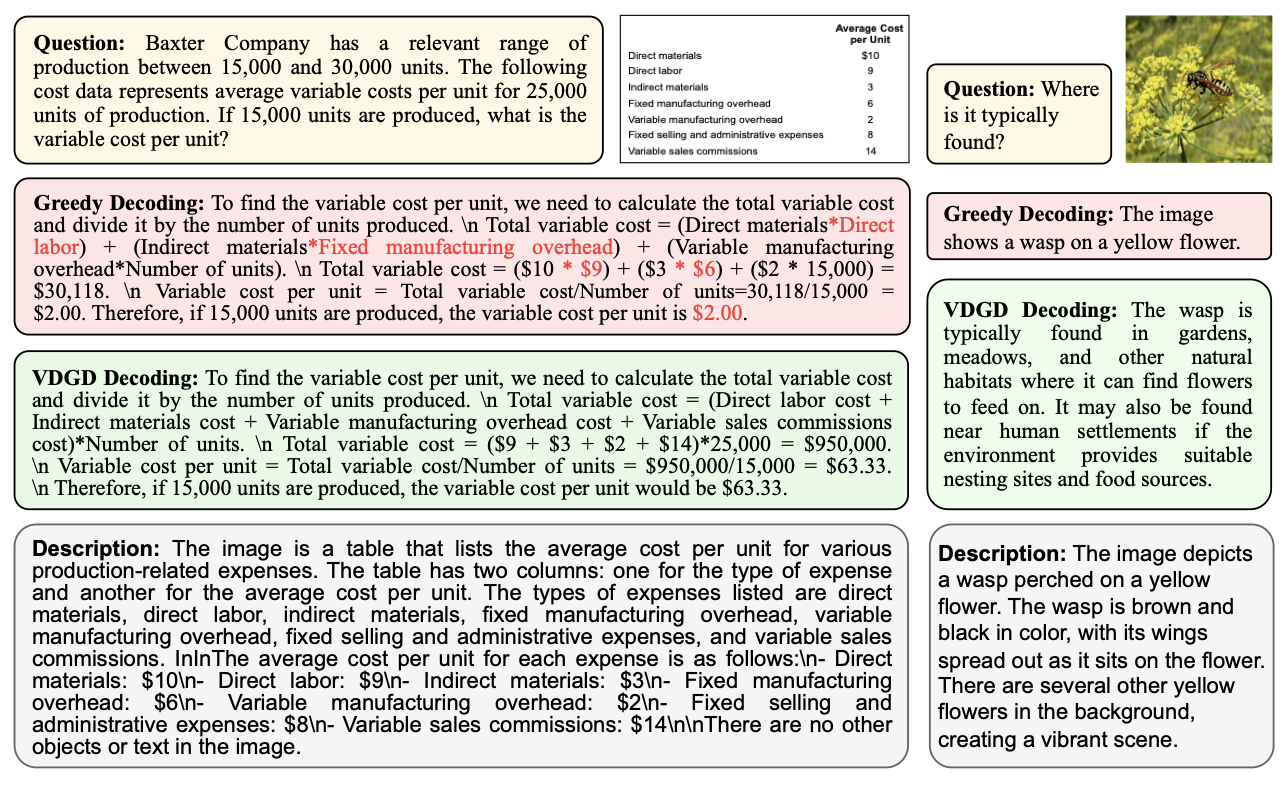 Question: Baxter Company has a relevant range of
production between 15,000 and 30,000 units. The following
cost data represents average variable costs per unit for 25,000
units of production. If 15,000 units are produced, what is the
variable cost per unit?
Average Cost
per Unit
Direct materials $10
Direct labor 9
Indirect materials 3
Fixed manufacturing overhead 6
Variable manufacturing overhead 2
Fixed selling and administrative expenses 8
Variable sales commissions 14
Question: Where
is it typically
found?
Greedy Decoding: To find the variable cost per unit, we need to calculate the total variable cost
and divide it by the number of units produced. \n Total variable cost = (Direct materials*Direct
labor) + (Indirect materials*Fixed manufacturing overhead) + (Variable manufacturing
overhead*Number of units). \n Total variable cost = ($10 * $9) + ($3 * $6) + ($2 * 15,000) =
$30,118. \n Variable cost per unit = Total variable cost/Number of units=30,118/15,000 =
$2.00. Therefore, if 15,000 units are produced, the variable cost per unit is $2.00.
Greedy Decoding: The image
shows a wasp on a yellow flower.
VDGD Decoding: To find the variable cost per unit, we need to calculate the total variable cost
and divide it by the number of units produced. \n Total variable cost = (Direct labor cost +
Indirect materials cost + Variable manufacturing overhead cost + Variable sales commissions
cost)*Number of units. \n Total variable cost = ($9 + $3 + $2 + $14)*25,000 = $950,000.
\n Variable cost per unit = Total variable cost/Number of units = $950,000/15,000 = $63.33.
\n Therefore, if 15,000 units are produced, the variable cost per unit would be $63.33.
VDGD Decoding: The wasp is
typically found in gardens,
meadows, and other natural
habitats where it can find flowers
to feed on. It may also be found
near human settlements if the
environment provides suitable
nesting sites and food sources.
Description: The image is a table that lists the average cost per unit for various
production-related expenses. The table has two columns: one for the type of expense
and another for the average cost per unit. The types of expenses listed are direct
materials, direct labor, indirect materials, fixed manufacturing overhead, variable
manufacturing overhead, fixed selling and administrative expenses, and variable sales
commissions. InInThe average cost per unit for each expense is as follows:\n- Direct
materials: $10\n- Direct labor: $9\n- Indirect materials: $3\n- Fixed manufacturing
overhead: $6\n- Variable manufacturing overhead: $2\n- Fixed selling and
administrative expenses: $8\n- Variable sales commissions: $14\n\nThere are no other
objects or text in the image.
Description: The image depicts
a wasp perched on a yellow
flower. The wasp is brown and
black in color, with its wings
spread out as it sits on the flower.
There are several other yellow
flowers in the background,
creating a vibrant scene.